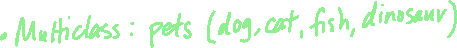 • Multiclass: pets (dog, cat, fish, dinosaur)